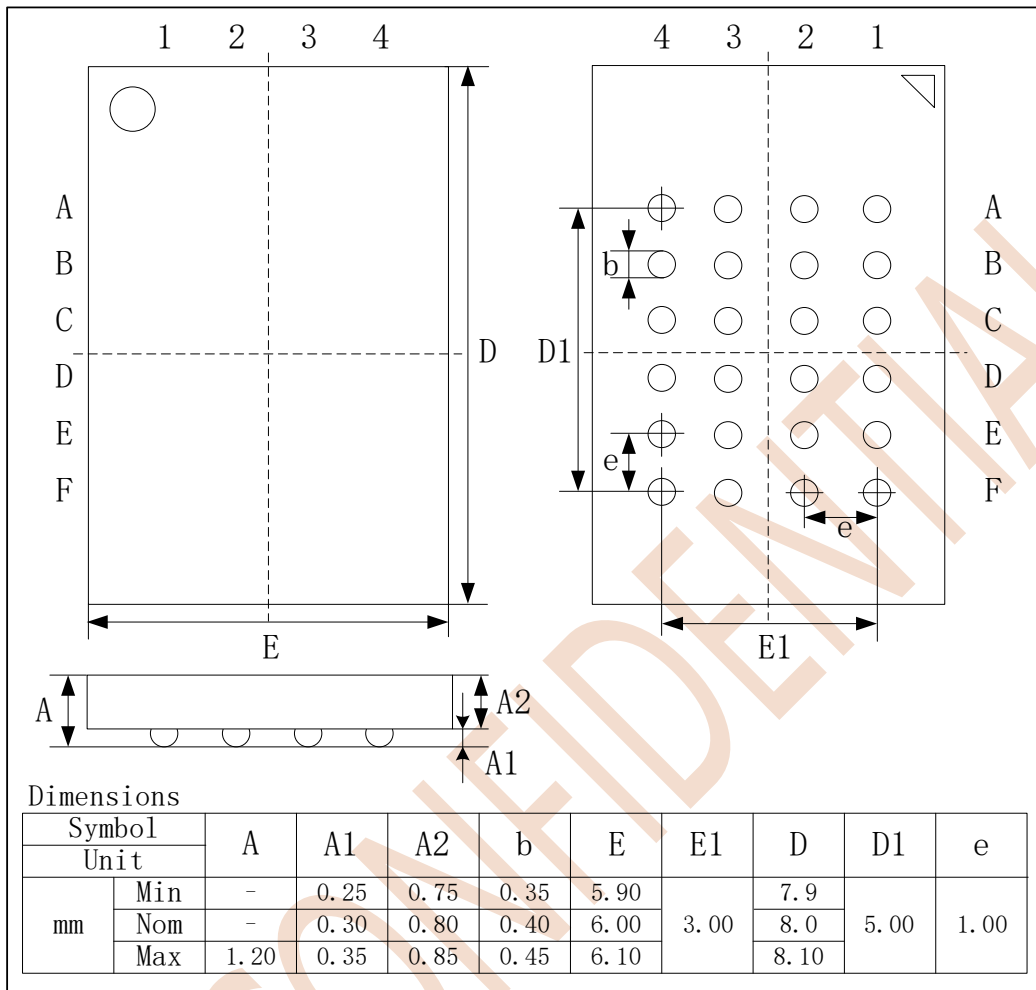 1 2 3 4
4 3 2 1
A
B
C
D
E
F
D
E
A
B
C
D
E
F
b
D1
e
e
E1
A
A2
A1
Dimensions
Symbol A A1 A2 b E E1 D D1 e
Unit
mm Min - 0.25 0.75 0.35 5.90 3.00 7.9 5.00 1.00
Nom - 0.30 0.80 0.40 6.00 8.0
Max 1.20 0.35 0.85 0.45 6.10 8.10
CONFIDENTIAL